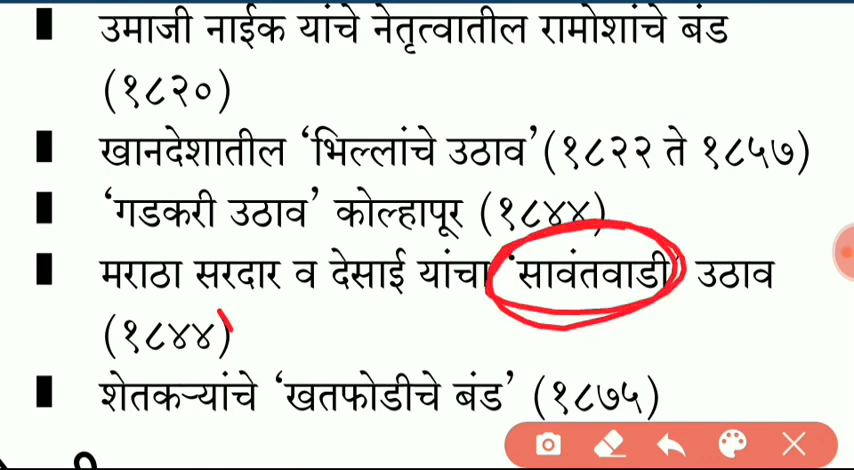 ▮ उमाजी नाईक यांचे नेतृत्वातील रामोशांचे बंड
(१८२०)
▮ खानदेशातील ‘भिल्लांचे उठाव’(१८२२ ते १८५७)
▮ ‘गडकरी उठाव’ कोल्हापूर (१८४४)
▮ मराठा सरदार व देसाई यांचा ‘सावंतवाडी’ उठाव
(१८४४)
▮ शेतकऱ्यांचे ‘खतफोडीचे बंड’ (१८७५)